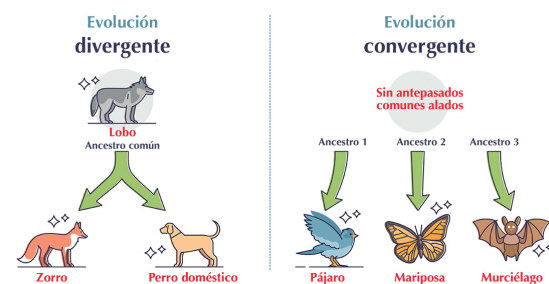 Evolución
divergente
Lobo
Ancestro común
Zorro
Perro doméstico
Evolución
convergente
Sin antepasados
comunes alados
Ancestro 1
Ancestro 2
Ancestro 3
Pájaro
Mariposa
Murciélago